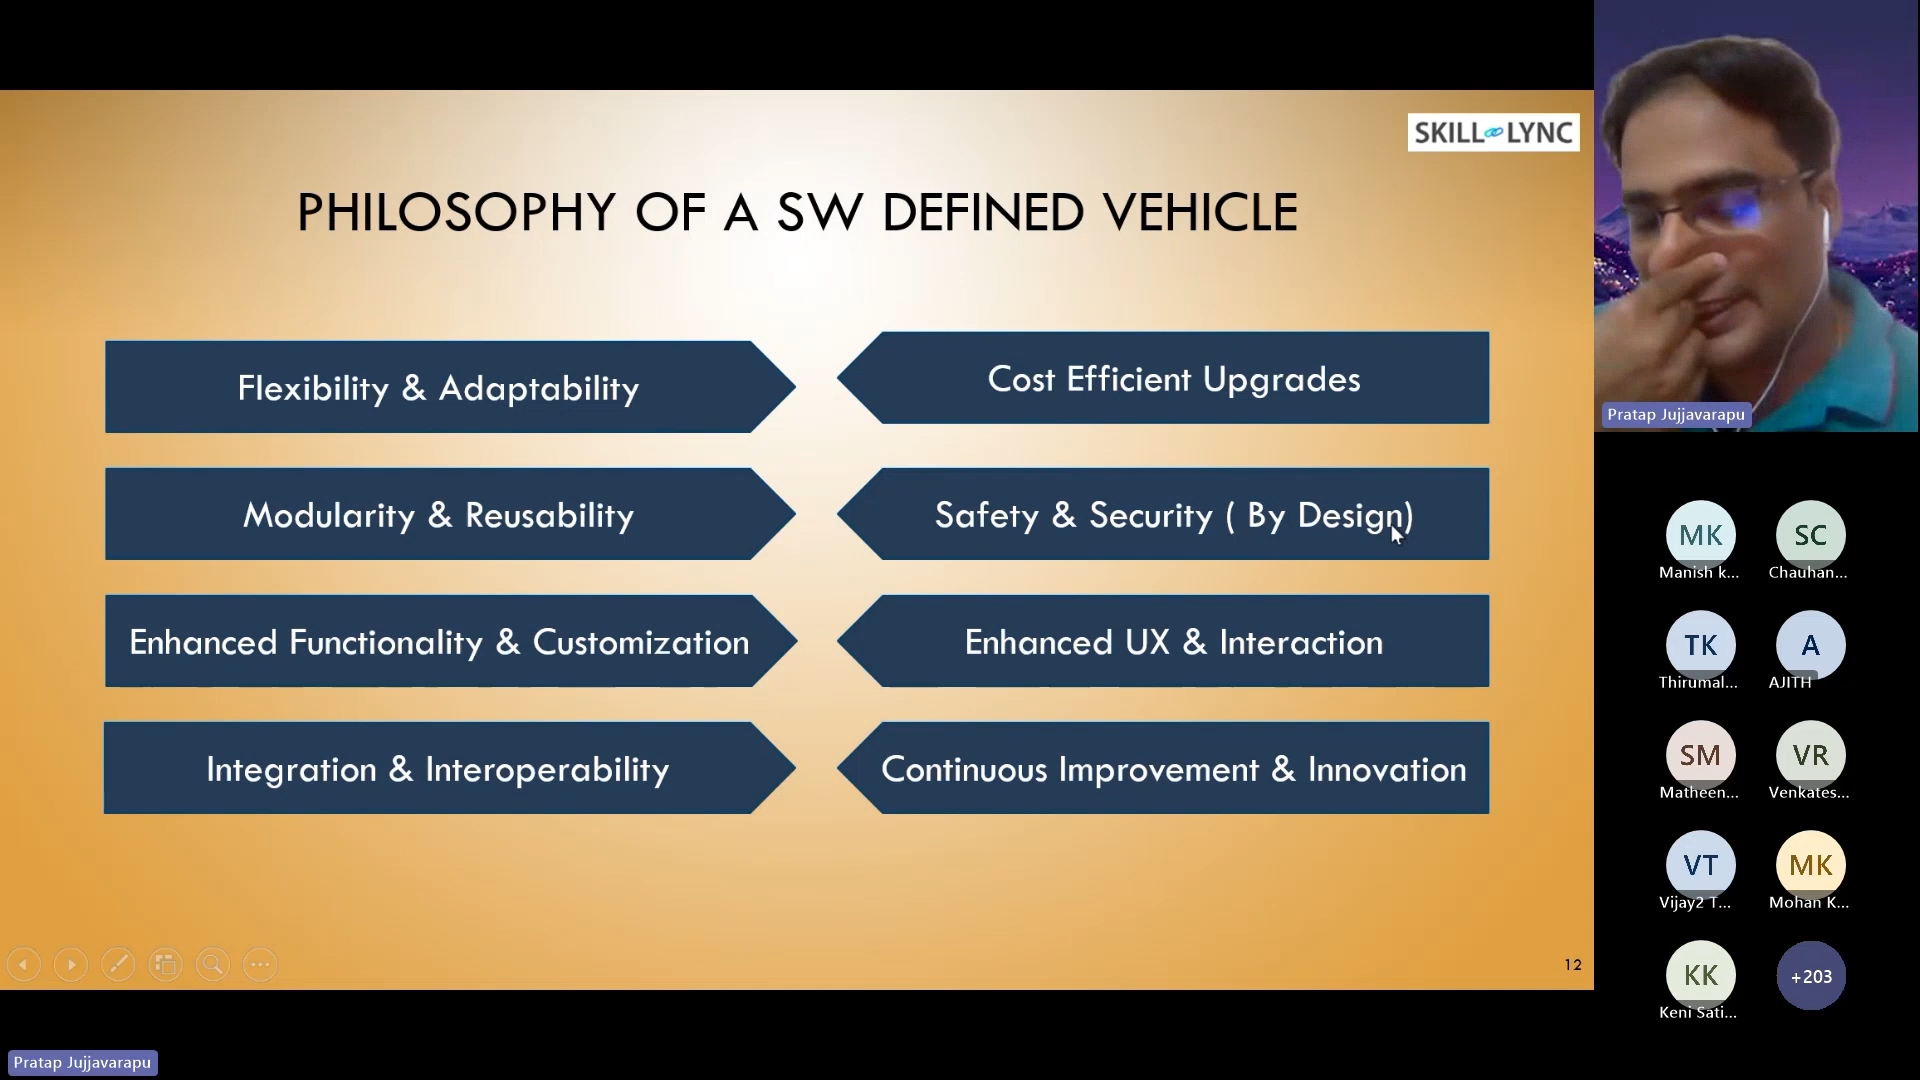 SKILL LYNC
PHILOSOPHY OF A SW DEFINED VEHICLE
Flexibility & Adaptability
Cost Efficient Upgrades
Modularity & Reusability
Safety & Security ( By Design)
Enhanced Functionality & Customization
Enhanced UX & Interaction
Integration & Interoperability
Continuous Improvement & Innovation
12
Pratap Jujjavarapu
Pratap Jujjavarapu
MK
Manish k...
SC
Chauhan...
TK
Thirumal...
A
AJITH
SM
Matheen...
VR
Venkates...
VT
Vijay2 T...
MK
Mohan K...
KK
Keni Sati...
+203